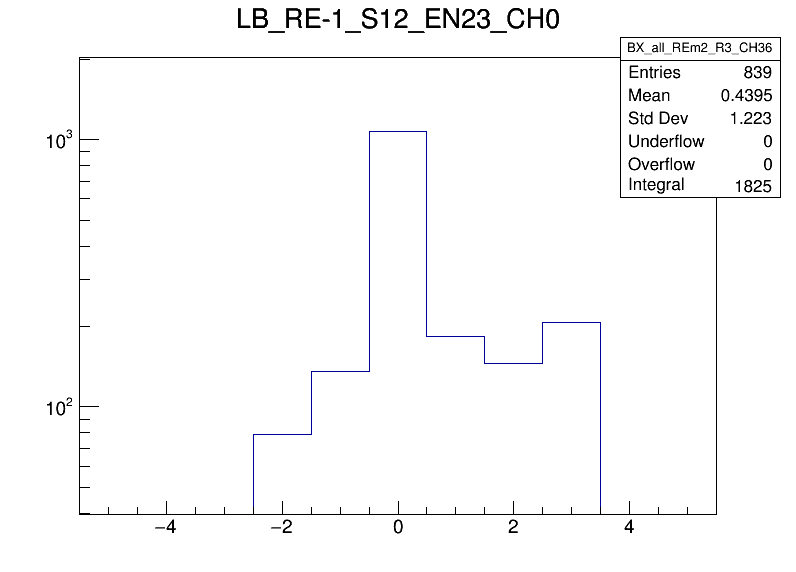 LB_RE-1_S12_EN23_CH0
BX_all_REm2_R3_CH36
Entries 839
Mean 0.4395
Std Dev 1.223
Underflow 0
Overflow 0
Integral 1825
10³
10²
−4 −2 0 2 4